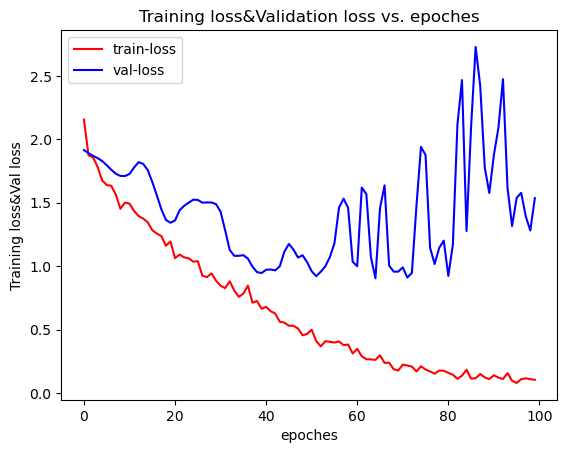 Training loss&Validation loss vs. epoches
train-loss
val-loss
Training loss&Val loss
2.5
2.0
1.5
1.0
0.5
0.0
0
20
40
60
80
100
epoches